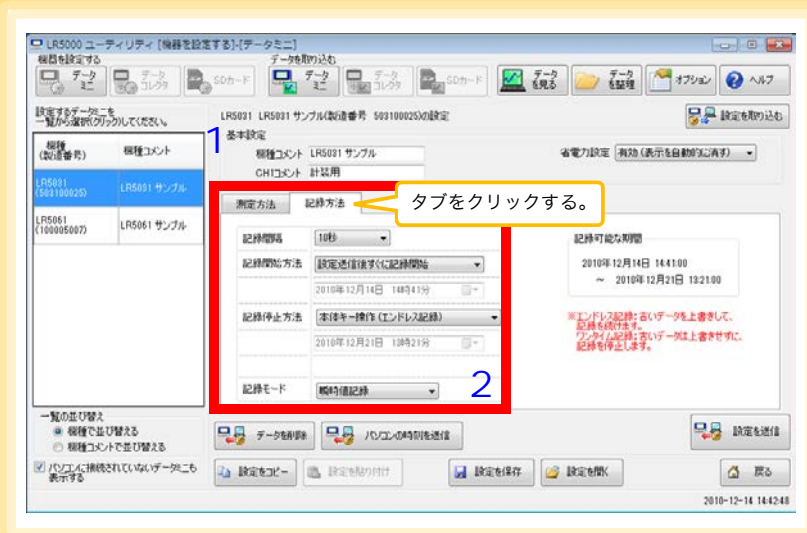 LR5000 ユーティリティ [機器を設定する]-[データミニ]
機器を設定する
データを取り込む
データミニ
データコレクタ
SDカード
データミニ
データコレクタ
SDカード
データを見る
データを整理
オプション
ヘルプ
設定するデータミニを
一覧から選択(クリック)してください。
LR5031 LR5031 サンプル(製造番号 503100025)の設定
設定を取り込む
1
基本設定
機種
(製造番号)
機種コメント
機種コメント LR5031 サンプル
省電力設定 有効 (表示を自動的に消す)
CH1コメント 計装用
LR5031
(503100025)
LR5031 サンプル
LR5061
(100005007)
LR5061 サンプル
測定方法
記録方法
タブをクリックする。
記録間隔 10秒
記録可能な期間
記録開始方法 設定送信後すぐに記録開始
2010年12月14日 14:41:00
～ 2010年12月21日 13:21:00
2010年12月14日 14時41分
記録停止方法 本体キー操作 (エンドレス記録)
※エンドレス記録：古いデータを上書きして、
記録を続けます。
ワンタイム記録：古いデータは上書きせずに、
記録を停止します。
2010年12月21日 13時21分
2
記録モード 瞬時値記録
一覧の並び替え
機種で並び替える
機種コメントで並び替える
データを削除
パソコンの時刻を送信
設定を送信
パソコンに接続されていないデータミニも
表示する
設定をコピー
設定を貼り付け
設定を保存
設定を開く
戻る
2010-12-14 14:42:48